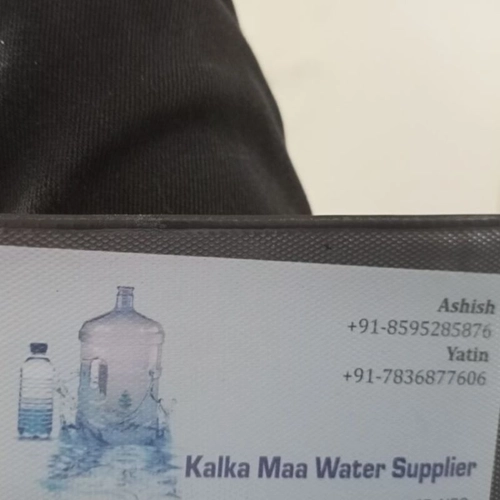 Ashish
+91-8595285876
Yatin
+91-7836877606
Kalka Maa Water Supplier